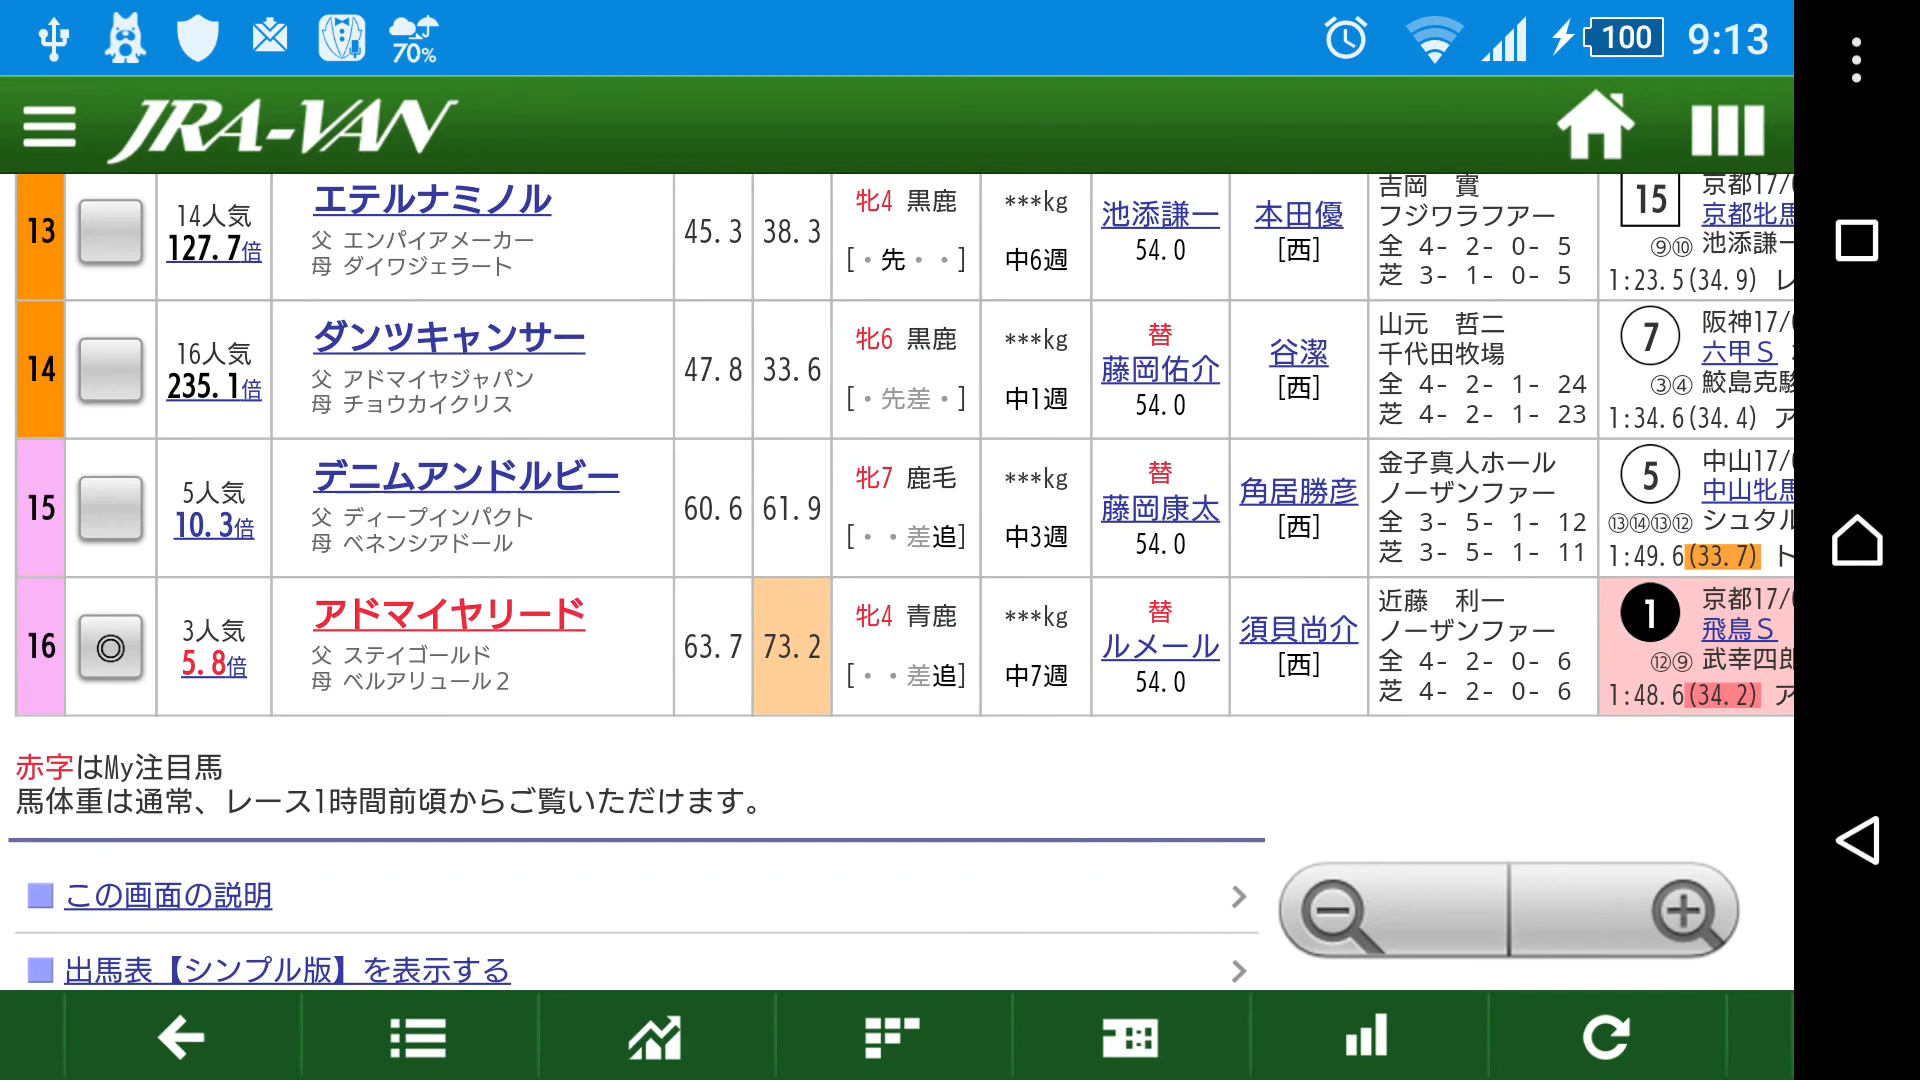 70%
100
9:13
JRA-VAN
13 14人気 エテルナミノル 45.3 38.3 牝4 黒鹿 ***kg 池添謙一 本田優 吉岡 實 15 京都17/
127.7倍 父 エンパイアメーカー 54.0 [西] フジワラフアー 京都牝馬
母 ダイワジェラート [・先・・] 中6週 全 4- 2- 0- 5 ⑨⑩ 池添謙一
芝 3- 1- 0- 5 1:23.5(34.9) レ
14 16人気 ダンツキャンサー 47.8 33.6 牝6 黒鹿 ***kg 替 谷潔 山元 哲二 7 阪神17/
235.1倍 父 アドマイヤジャパン 藤岡佑介 [西] 千代田牧場 六甲S
母 チョウカイクリス [・先差・] 中1週 54.0 全 4- 2- 1- 24 ③④ 鮫島克駿
芝 4- 2- 1- 23 1:34.6(34.4) ア
15 5人気 デニムアンドルビー 60.6 61.9 牝7 鹿毛 ***kg 替 角居勝彦 金子真人ホール 5 中山17/
10.3倍 父 ディープインパクト 藤岡康太 [西] ノーザンファー 中山牝馬
母 ベネンシアドール [・・差追] 中3週 54.0 全 3- 5- 1- 12 ⑬⑭⑬⑫ シュタル
芝 3- 5- 1- 11 1:49.6(33.7) ト
16 ◎ 3人気 アドマイヤリード 63.7 73.2 牝4 青鹿 ***kg 替 須貝尚介 近藤 利一 1 京都17/
5.8倍 父 ステイゴールド ルメール [西] ノーザンファー 飛鳥S
母 ベルアリュール2 [・・差追] 中7週 54.0 全 4- 2- 0- 6 ⑫⑨ 武幸四郎
芝 4- 2- 0- 6 1:48.6(34.2) ア
赤字はMy注目馬
馬体重は通常、レース1時間前頃からご覧いただけます。
この画面の説明
出馬表【シンプル版】を表示する